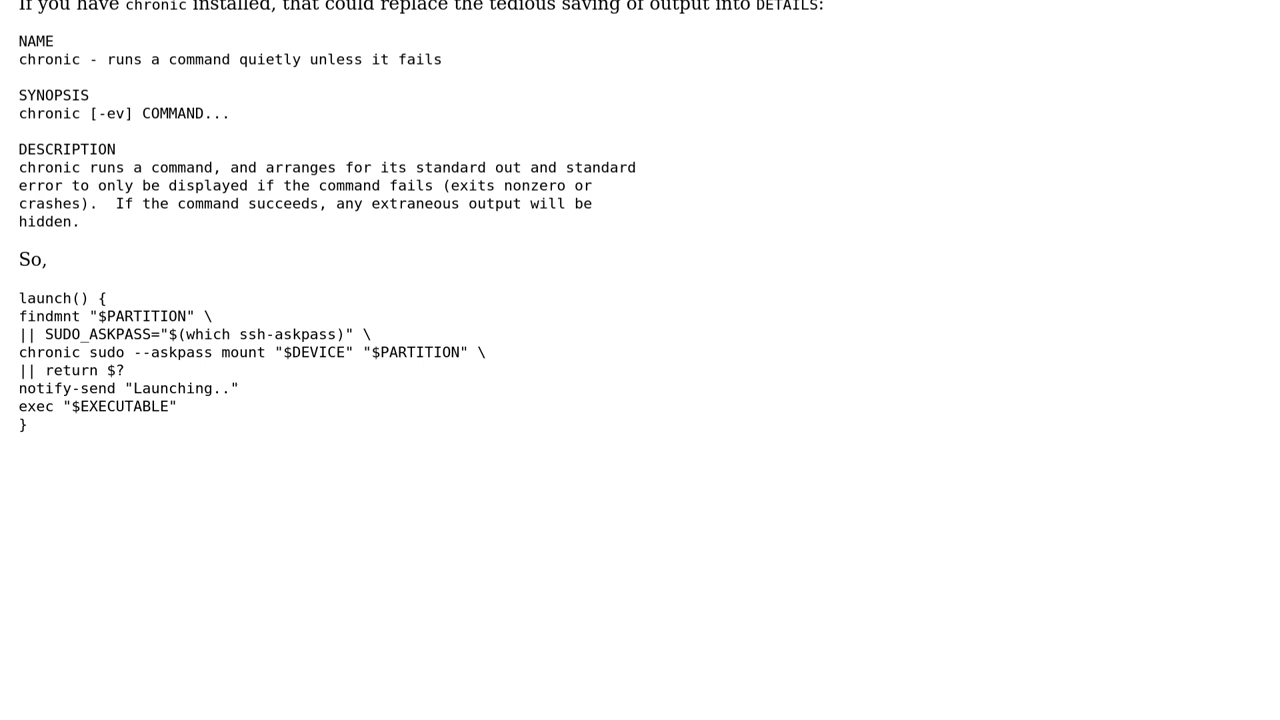 If you have chronic installed, that could replace the tedious saving of output into DETAILS:
NAME
chronic - runs a command quietly unless it fails
SYNOPSIS
chronic [-ev] COMMAND...
DESCRIPTION
chronic runs a command, and arranges for its standard out and standard
error to only be displayed if the command fails (exits nonzero or
crashes).  If the command succeeds, any extraneous output will be
hidden.
So,
launch() {
findmnt "$PARTITION" \
|| SUDO_ASKPASS="$(which ssh-askpass)" \
chronic sudo --askpass mount "$DEVICE" "$PARTITION" \
|| return $?
notify-send "Launching.."
exec "$EXECUTABLE"
}